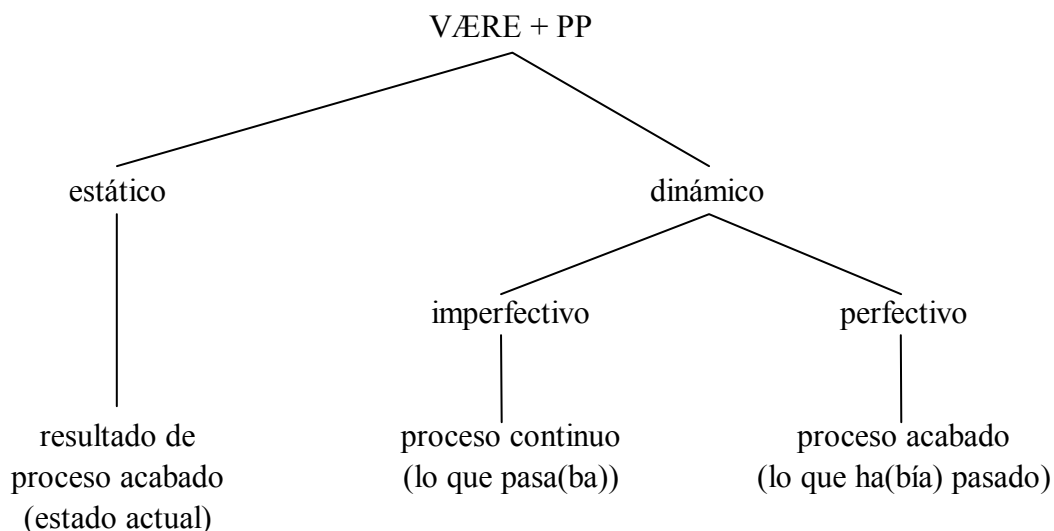 VÆRE + PP
estático
dinámico
imperfectivo
perfectivo
resultado de
proceso acabado
(estado actual)
proceso continuo
(lo que pasa(ba))
proceso acabado
(lo que ha(bía) pasado)